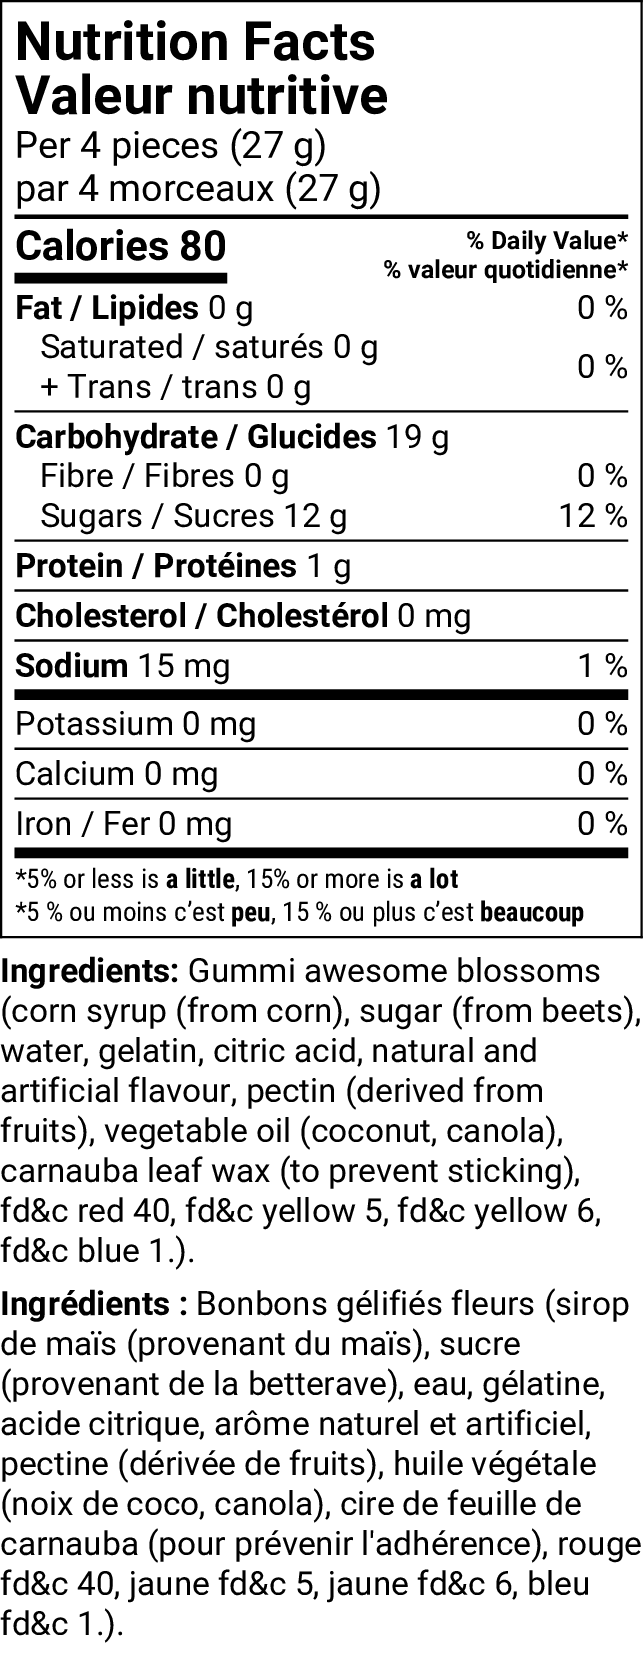 Nutrition Facts
Valeur nutritive
Per 4 pieces (27 g)
par 4 morceaux (27 g)
Calories 80
% Daily Value*
% valeur quotidienne*
Fat / Lipides 0 g 0 %
Saturated / saturés 0 g
+ Trans / trans 0 g
0 %
Carbohydrate / Glucides 19 g
Fibre / Fibres 0 g 0 %
Sugars / Sucres 12 g 12 %
Protein / Protéines 1 g
Cholesterol / Cholestérol 0 mg
Sodium 15 mg 1 %
Potassium 0 mg 0 %
Calcium 0 mg 0 %
Iron / Fer 0 mg 0 %
*5% or less is a little, 15% or more is a lot
*5 % ou moins c’est peu, 15 % ou plus c’est beaucoup
Ingredients: Gummi awesome blossoms
(corn syrup (from corn), sugar (from beets),
water, gelatin, citric acid, natural and
artificial flavour, pectin (derived from
fruits), vegetable oil (coconut, canola),
carnauba leaf wax (to prevent sticking),
fd&c red 40, fd&c yellow 5, fd&c yellow 6,
fd&c blue 1.).
Ingrédients : Bonbons gélifiés fleurs (sirop
de maïs (provenant du maïs), sucre
(provenant de la betterave), eau, gélatine,
acide citrique, arôme naturel et artificiel,
pectine (dérivée de fruits), huile végétale
(noix de coco, canola), cire de feuille de
carnauba (pour prévenir l'adhérence), rouge
fd&c 40, jaune fd&c 5, jaune fd&c 6, bleu
fd&c 1.).